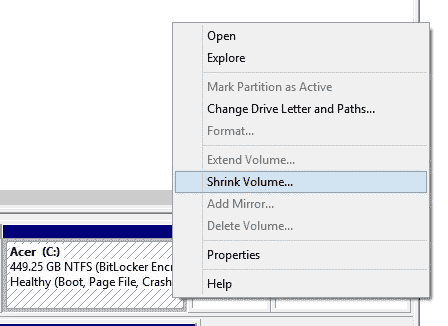 Open
Explore
Mark Partition as Active
Change Drive Letter and Paths...
Format...
Extend Volume...
Shrink Volume...
Add Mirror...
Delete Volume...
Properties
Help
Acer (C:)
449.25 GB NTFS (BitLocker Encr
Healthy (Boot, Page File, Crash